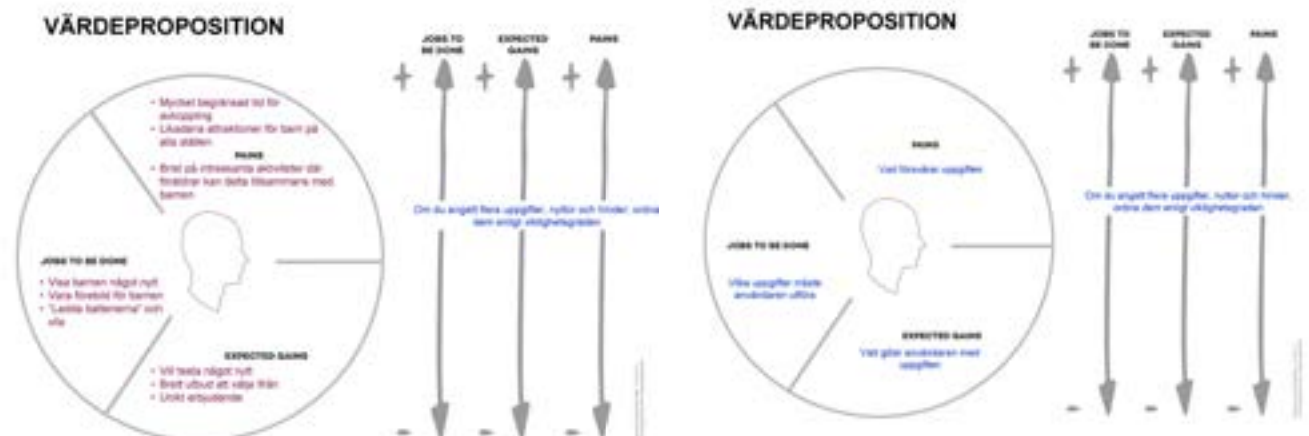 VÄRDEPROPOSITION
JOBS TO
BE DONE
EXPECTED
GAINS
PAINS
• Mycket begränsad tid för
avkoppling
• Likadana attraktioner för barn på
alla ställen
PAINS
• Brist på intressanta aktiviteter där
föräldrar kan delta tillsammans med
barnen
Om du angett flera uppgifter, nyttor och hinder, ordna
dem enligt viktighetsgraden
JOBS TO BE DONE
• Visa barnen något nytt
• Vara förebild för barnen
• "Ladda batterierna" och
vila
EXPECTED GAINS
• Vill testa något nytt
• Brett utbud att välja ifrån
• Unikt erbjudande
VÄRDEPROPOSITION
JOBS TO
BE DONE
EXPECTED
GAINS
PAINS
PAINS
Vad försvårar uppgiften
Om du angett flera uppgifter, nyttor och hinder,
ordna dem enligt viktighetsgraden
JOBS TO BE DONE
Vilka uppgifter måste
användaren utföra
EXPECTED GAINS
Vad gör användaren med
uppgiften